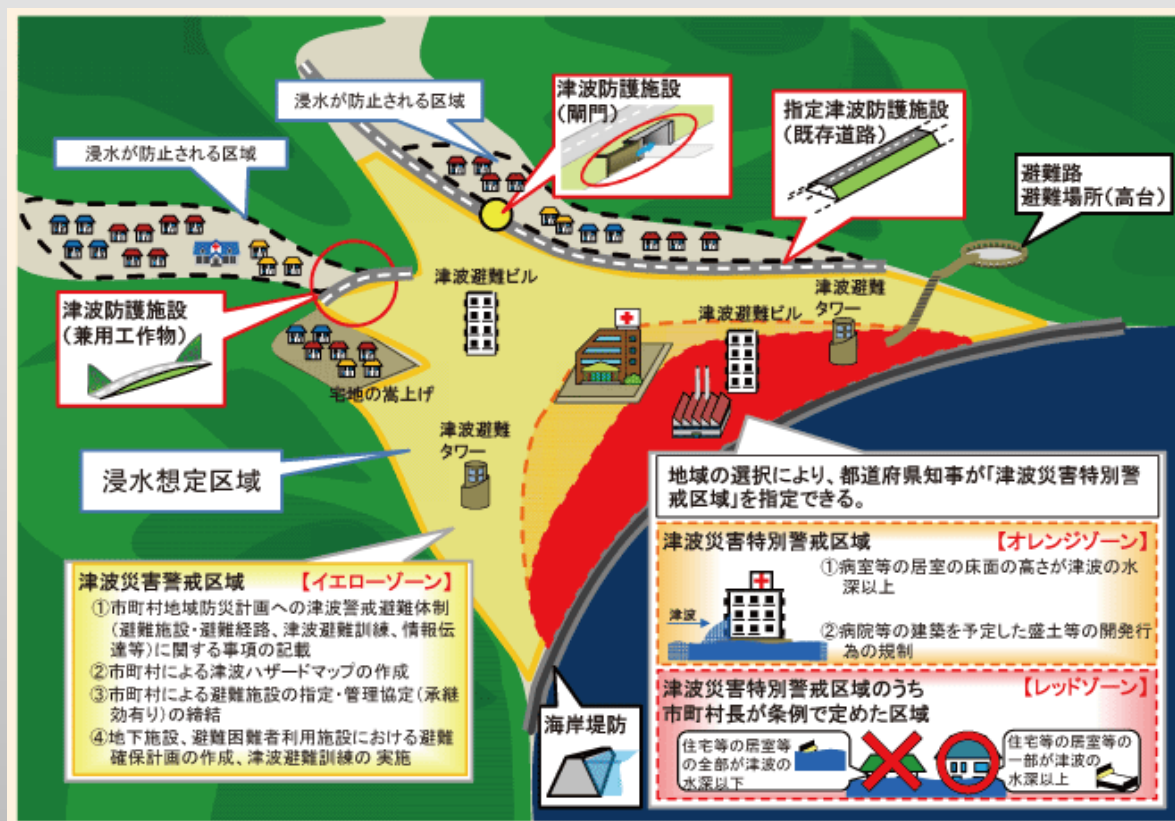 浸水が防止される区域
浸水が防止される区域
津波防護施設
(閘門)
指定津波防護施設
(既存道路)
避難路
避難場所(高台)
津波防護施設
(兼用工作物)
津波避難ビル
津波避難ビル
津波避難
タワー
宅地の嵩上げ
津波避難
タワー
浸水想定区域
地域の選択により、都道府県知事が「津波災害特別警
戒区域」を指定できる。
津波災害警戒区域 【イエローゾーン】
①市町村地域防災計画への津波警戒避難体制
(避難施設・避難経路、津波避難訓練、情報伝
達等)に関する事項の記載
②市町村による津波ハザードマップの作成
③市町村による避難施設の指定・管理協定(承継
効有り)の締結
④地下施設、避難困難者利用施設における避難
確保計画の作成、津波避難訓練の 実施
海岸堤防
津波災害特別警戒区域 【オレンジゾーン】
①病室等の居室の床面の高さが津波の水
深以上
津波
②病院等の建築を予定した盛土等の開発行
為の規制
津波災害特別警戒区域のうち 【レッドゾーン】
市町村長が条例で定めた区域
住宅等の居室等
の全部が津波の
水深以下
住宅等の居室等の
一部が津波の
水深以上